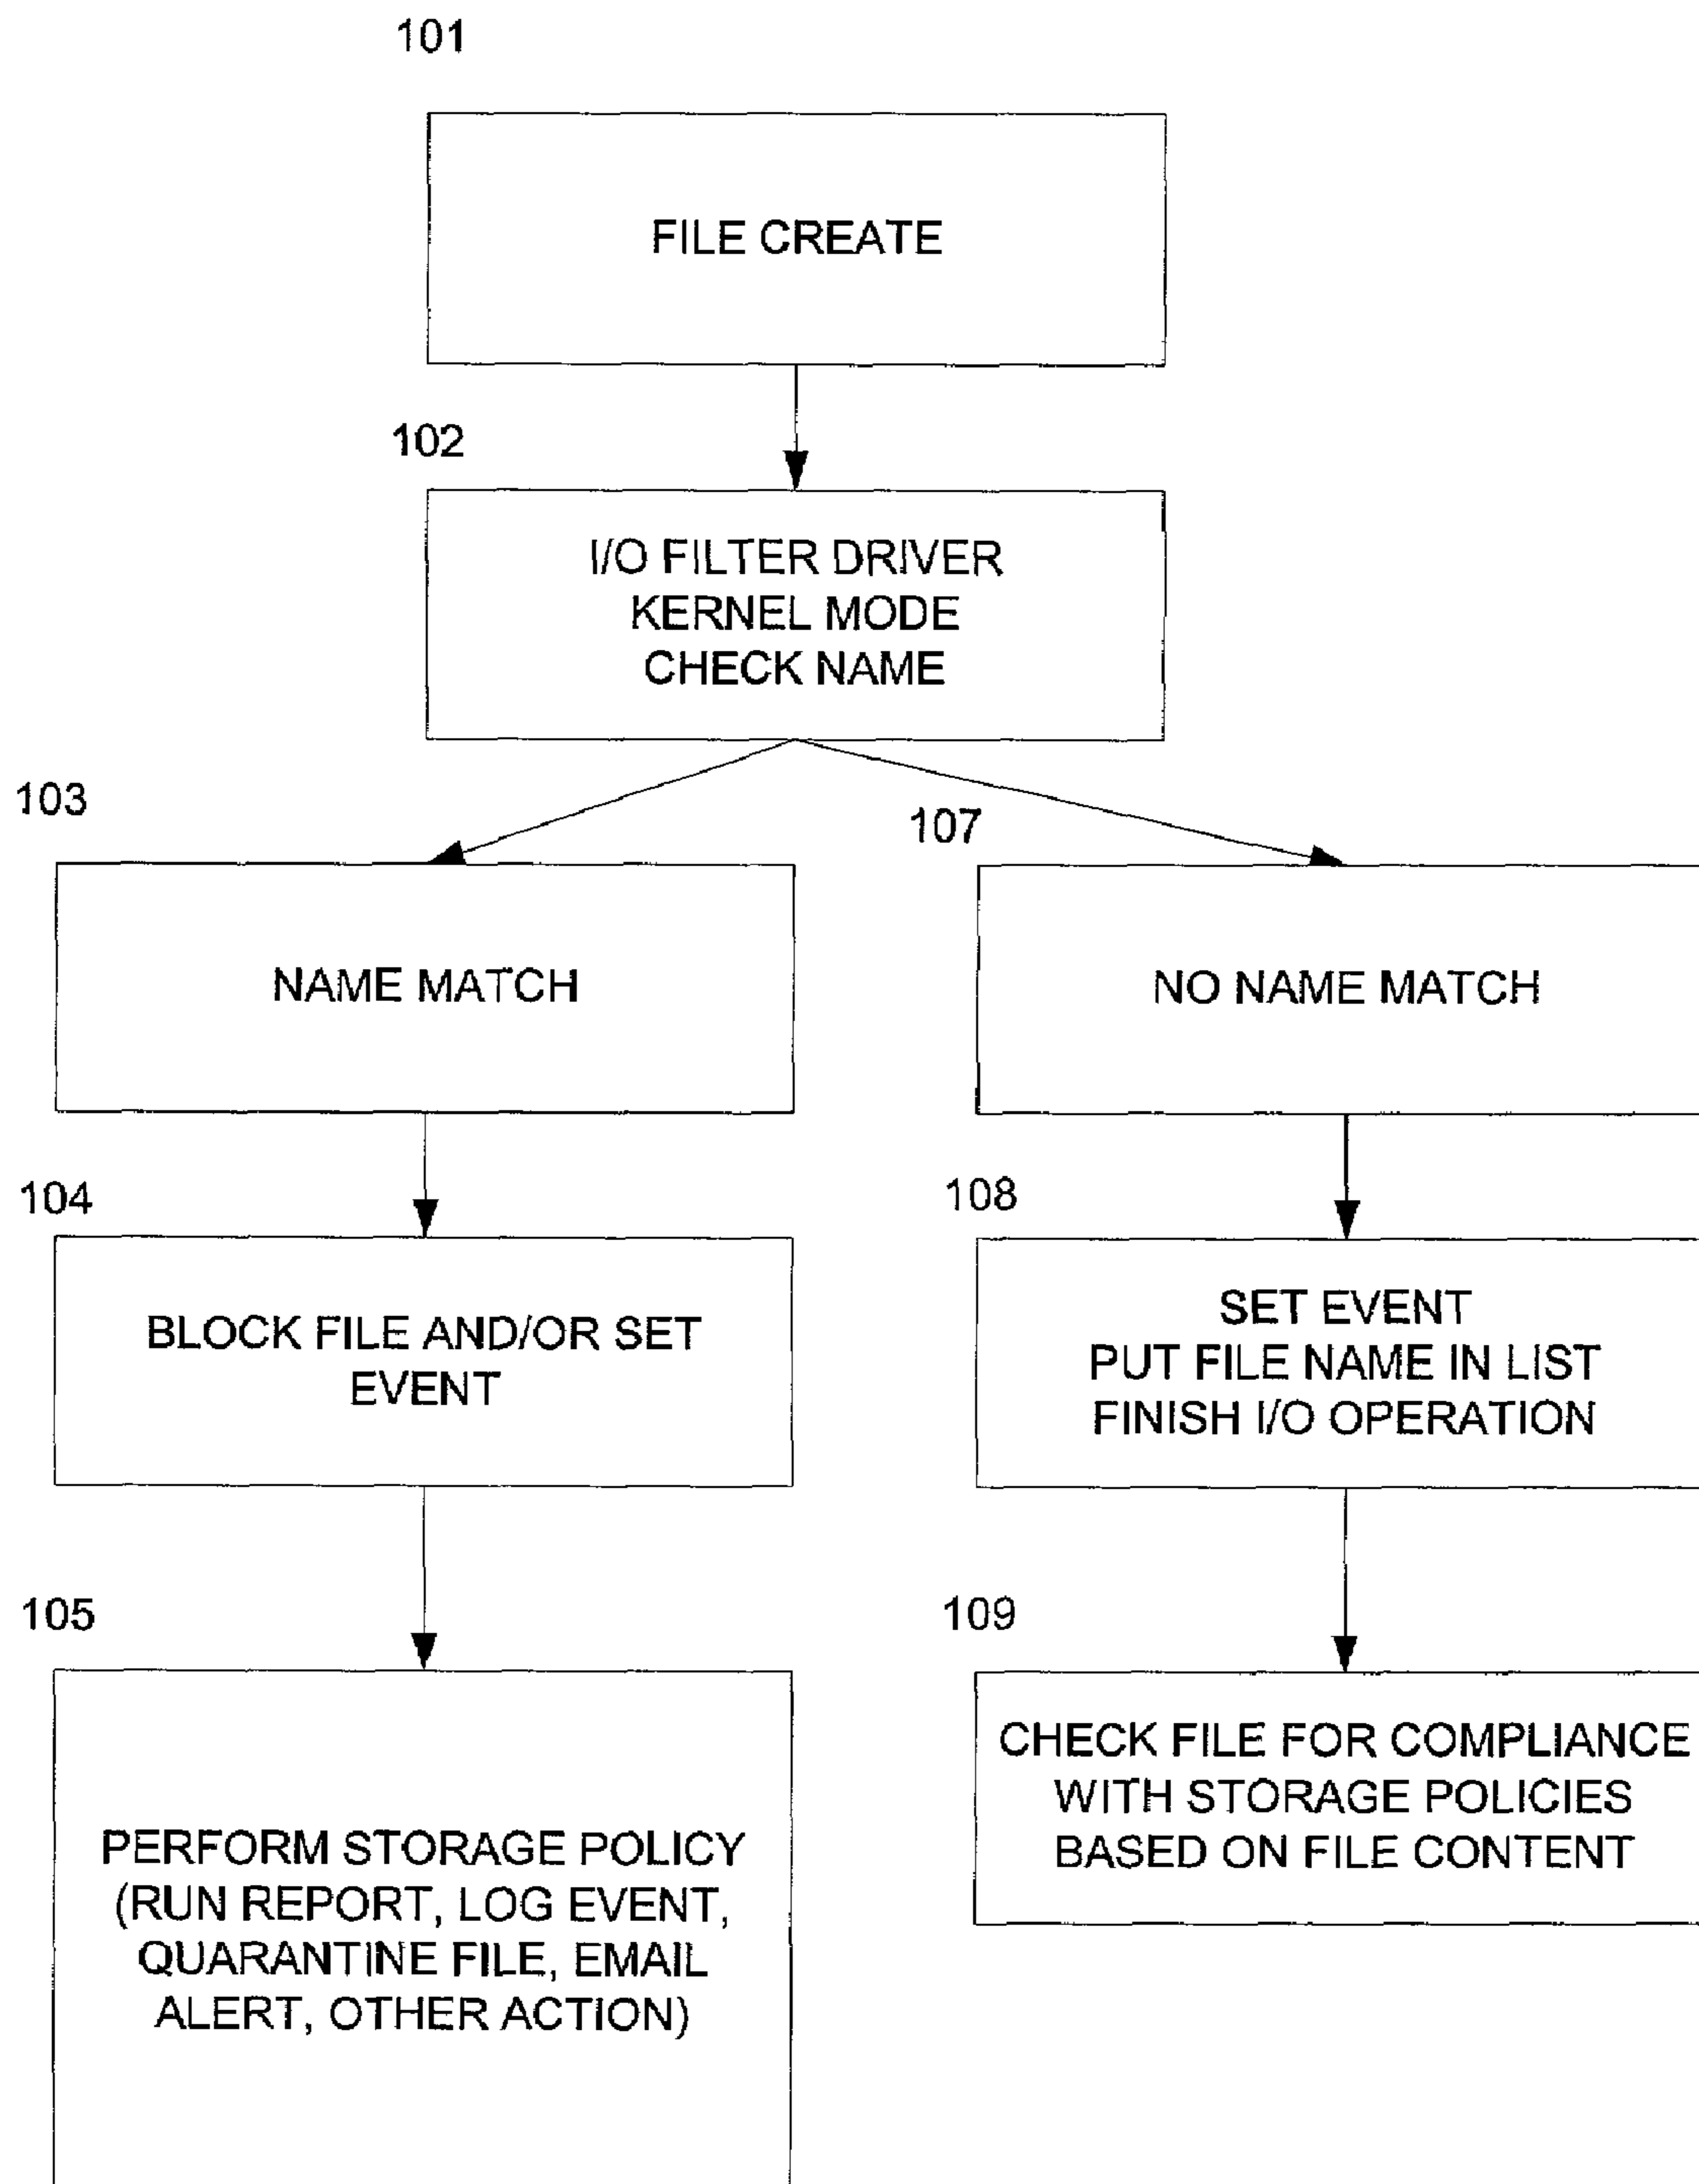 101
FILE CREATE
102
I/O FILTER DRIVER
KERNEL MODE
CHECK NAME
103
NAME MATCH
104
BLOCK FILE AND/OR SET
EVENT
105
PERFORM STORAGE POLICY
(RUN REPORT, LOG EVENT,
QUARANTINE FILE, EMAIL
ALERT, OTHER ACTION)
107
NO NAME MATCH
108
SET EVENT
PUT FILE NAME IN LIST
FINISH I/O OPERATION
109
CHECK FILE FOR COMPLIANCE
WITH STORAGE POLICIES
BASED ON FILE CONTENT